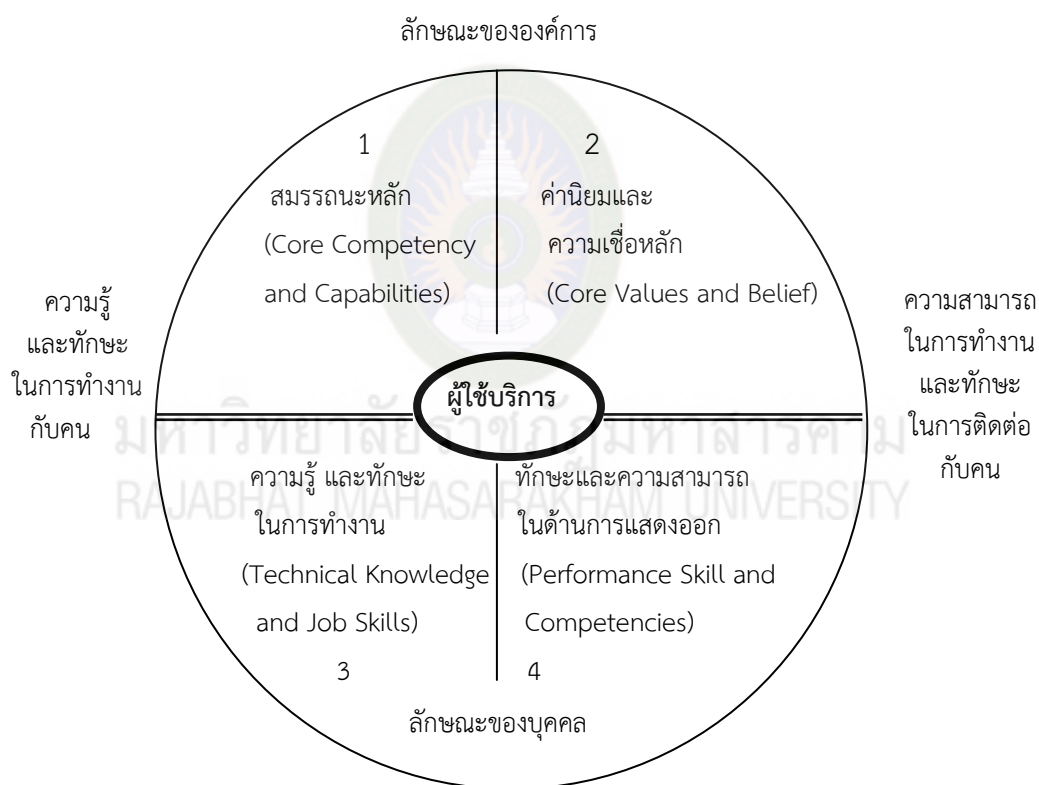 ลักษณะขององค์การ
1
สมรรถนะหลัก
(Core Competency
and Capabilities)
2
ค่านิยมและ
ความเชื่อหลัก
(Core Values and Belief)
ความรู้
และทักษะ
ในการทำงาน
กับคน
ความสามารถ
ในการทำงาน
และทักษะ
ในการติดต่อ
กับคน
ผู้ใช้บริการ
มหาวิทยาลัยราชภัฏมหาสารคาม
RAJABHAT MAHASARAKHAM UNIVERSITY
ความรู้ และทักษะ
ในการทำงาน
(Technical Knowledge
and Job Skills)
3
ทักษะและความสามารถ
ในด้านการแสดงออก
(Performance Skill and
Competencies)
4
ลักษณะของบุคคล